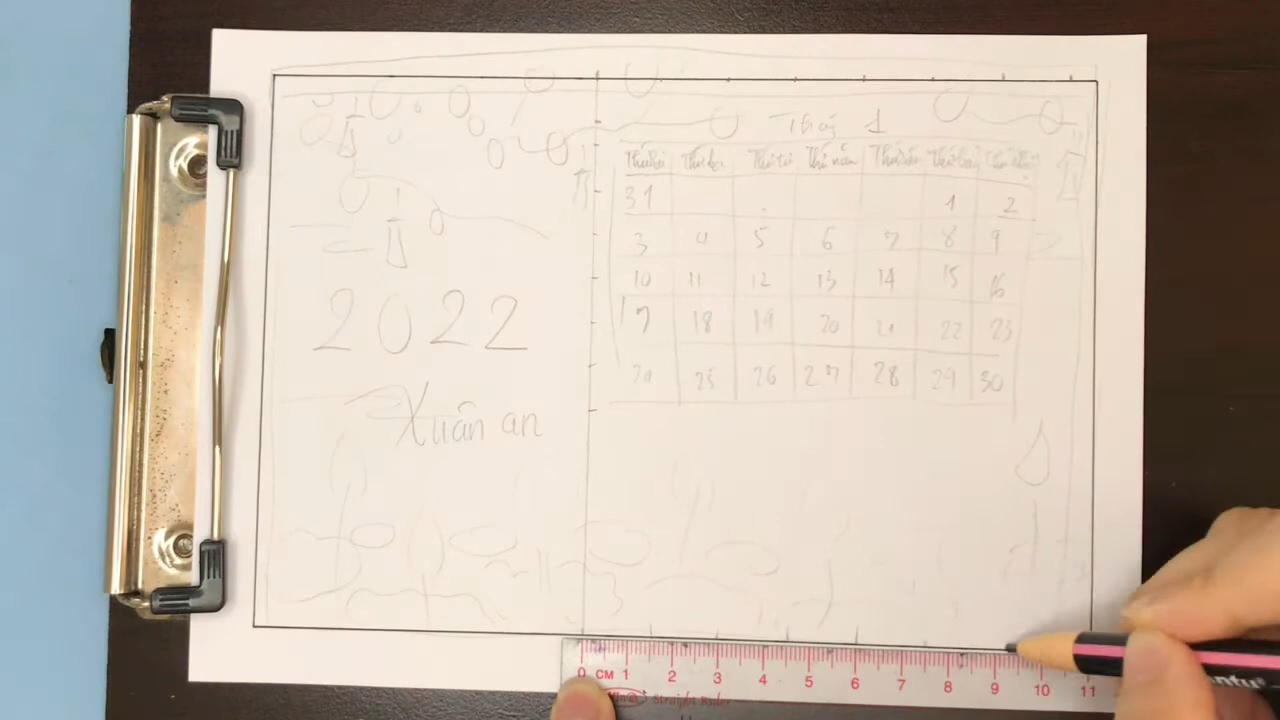 Tháng 1
Thứ hai Thứ ba Thứ tư Thứ năm Thứ sáu Thứ bảy
31 1 2
3 4 5 6 7 8 9
10 11 12 13 14 15 16
17 18 19 20 21 22 23
24 25 26 27 28 29 30
2022
Xuân an
0 CM 1 2 3 4 5 6 7 8 9 10 11
Straight Ruler